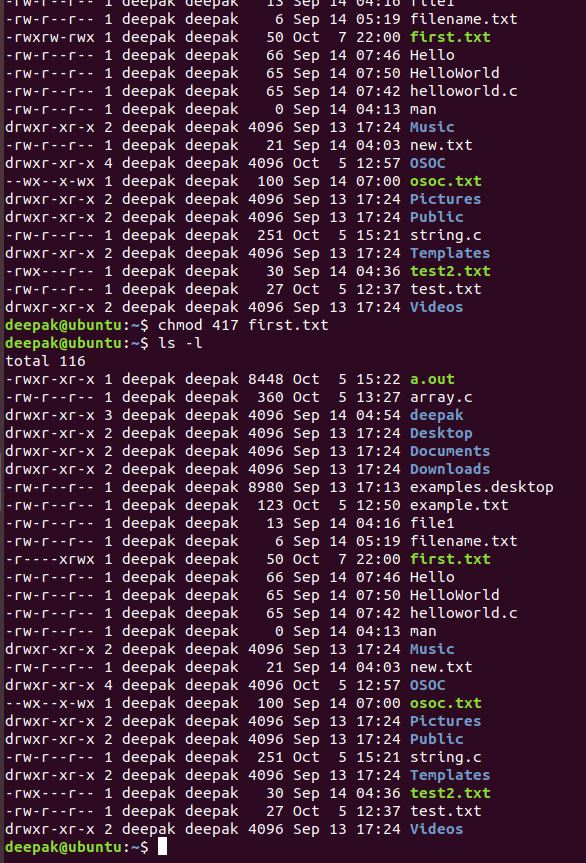 -rw-r--r-- 1 deepak deepak   13 Sep 14 04:16 file1
-rw-r--r-- 1 deepak deepak    6 Sep 14 05:19 filename.txt
-rwxrw-rwx 1 deepak deepak   50 Oct  7 22:00 first.txt
-rw-r--r-- 1 deepak deepak   66 Sep 14 07:46 Hello
-rw-r--r-- 1 deepak deepak   65 Sep 14 07:50 HelloWorld
-rw-r--r-- 1 deepak deepak   65 Sep 14 07:42 helloworld.c
-rw-r--r-- 1 deepak deepak    0 Sep 14 04:13 man
drwxr-xr-x 2 deepak deepak 4096 Sep 13 17:24 Music
-rw-r--r-- 1 deepak deepak   21 Sep 14 04:03 new.txt
drwxr-xr-x 4 deepak deepak 4096 Oct  5 12:57 OSOC
--wx--x-wx 1 deepak deepak  100 Sep 14 07:00 osoc.txt
drwxr-xr-x 2 deepak deepak 4096 Sep 13 17:24 Pictures
drwxr-xr-x 2 deepak deepak 4096 Sep 13 17:24 Public
-rw-r--r-- 1 deepak deepak  251 Oct  5 15:21 string.c
drwxr-xr-x 2 deepak deepak 4096 Sep 13 17:24 Templates
-rwx---r-- 1 deepak deepak   30 Sep 14 04:36 test2.txt
-rw-r--r-- 1 deepak deepak   27 Oct  5 12:37 test.txt
drwxr-xr-x 2 deepak deepak 4096 Sep 13 17:24 Videos
deepak@ubuntu:~$ chmod 417 first.txt
deepak@ubuntu:~$ ls -l
total 116
-rwxr-xr-x 1 deepak deepak 8448 Oct  5 15:22 a.out
-rw-r--r-- 1 deepak deepak  360 Oct  5 13:27 array.c
drwxr-xr-x 3 deepak deepak 4096 Sep 14 04:54 deepak
drwxr-xr-x 2 deepak deepak 4096 Sep 13 17:24 Desktop
drwxr-xr-x 2 deepak deepak 4096 Sep 13 17:24 Documents
drwxr-xr-x 2 deepak deepak 4096 Sep 13 17:24 Downloads
-rw-r--r-- 1 deepak deepak 8980 Sep 13 17:13 examples.desktop
-rw-r--r-- 1 deepak deepak  123 Oct  5 12:50 example.txt
-rw-r--r-- 1 deepak deepak   13 Sep 14 04:16 file1
-rw-r--r-- 1 deepak deepak    6 Sep 14 05:19 filename.txt
-r----xrwx 1 deepak deepak   50 Oct  7 22:00 first.txt
-rw-r--r-- 1 deepak deepak   66 Sep 14 07:46 Hello
-rw-r--r-- 1 deepak deepak   65 Sep 14 07:50 HelloWorld
-rw-r--r-- 1 deepak deepak   65 Sep 14 07:42 helloworld.c
-rw-r--r-- 1 deepak deepak    0 Sep 14 04:13 man
drwxr-xr-x 2 deepak deepak 4096 Sep 13 17:24 Music
-rw-r--r-- 1 deepak deepak   21 Sep 14 04:03 new.txt
drwxr-xr-x 4 deepak deepak 4096 Oct  5 12:57 OSOC
--wx--x-wx 1 deepak deepak  100 Sep 14 07:00 osoc.txt
drwxr-xr-x 2 deepak deepak 4096 Sep 13 17:24 Pictures
drwxr-xr-x 2 deepak deepak 4096 Sep 13 17:24 Public
-rw-r--r-- 1 deepak deepak  251 Oct  5 15:21 string.c
drwxr-xr-x 2 deepak deepak 4096 Sep 13 17:24 Templates
-rwx---r-- 1 deepak deepak   30 Sep 14 04:36 test2.txt
-rw-r--r-- 1 deepak deepak   27 Oct  5 12:37 test.txt
drwxr-xr-x 2 deepak deepak 4096 Sep 13 17:24 Videos
deepak@ubuntu:~$